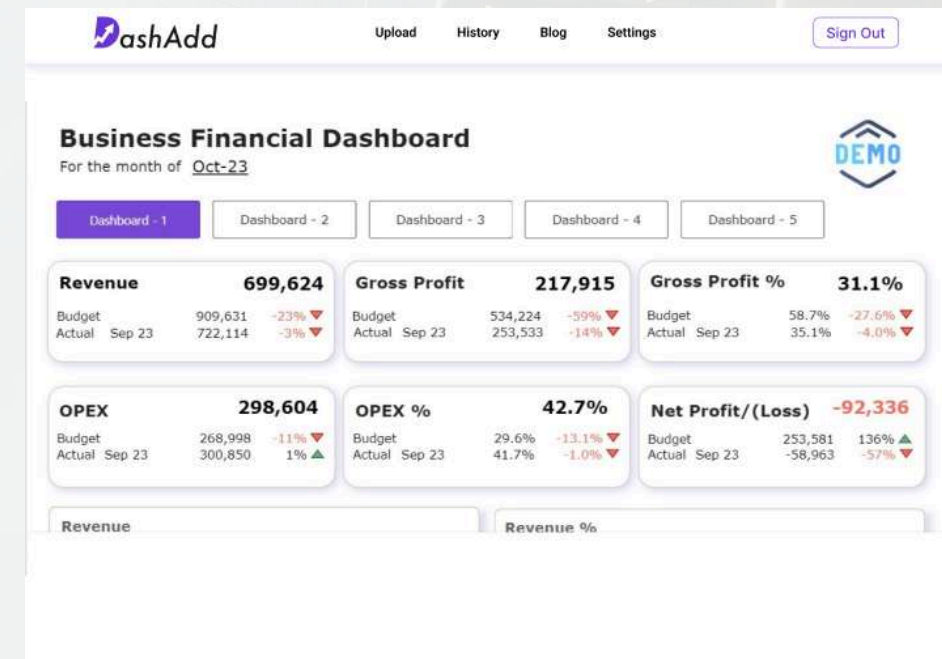 DashAdd Upload History Blog Settings Sign Out
Business Financial Dashboard
For the month of Oct-23
DEMO
Dashboard - 1 Dashboard - 2 Dashboard - 3 Dashboard - 4 Dashboard - 5
Revenue 699,624
Budget 909,631 -23%
Actual Sep 23 722,114 -3%
Gross Profit 217,915
Budget 534,224 -59%
Actual Sep 23 253,533 -14%
Gross Profit % 31.1%
Budget 58.7% -27.6%
Actual Sep 23 35.1% -4.0%
OPEX 298,604
Budget 268,998 -11%
Actual Sep 23 300,850 1%
OPEX % 42.7%
Budget 29.6% -13.1%
Actual Sep 23 41.7% -1.0%
Net Profit/(Loss) -92,336
Budget 253,581 136%
Actual Sep 23 -58,963 -57%
Revenue
Revenue %